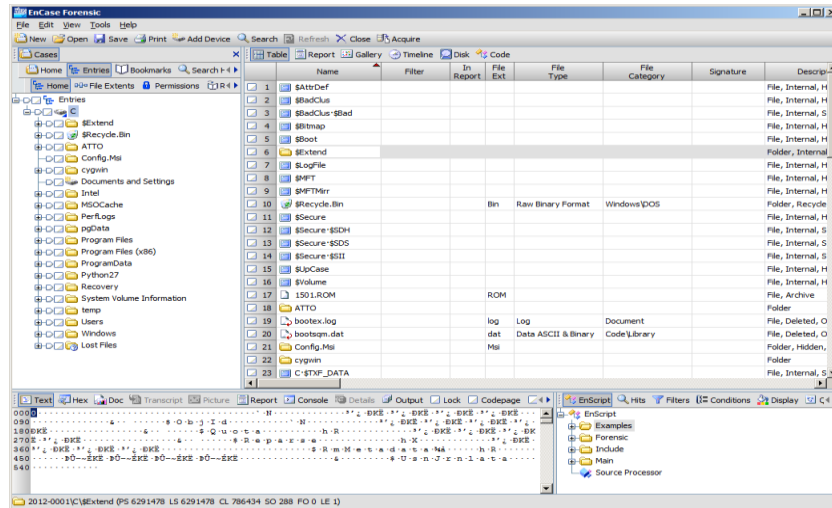 EnCase Forensic
File Edit View Tools Help
New Open Save Print Add Device Search Refresh Close Acquire
Cases
Home Entries Bookmarks Search H
Home File Extents Permissions R
Entries
C
$Extend
$Recycle.Bin
ATTO
Config.Msi
cygwin
Documents and Settings
Intel
MSOCache
PerfLogs
pgData
Program Files
Program Files (x86)
ProgramData
Python27
Recovery
System Volume Information
temp
Users
Windows
Lost Files
Table Report Gallery Timeline Disk Code
Name Filter In Report File Ext File Type File Category Signature Descrip
1 $AttrDef File, Internal, H
2 $BadClus File, Internal, H
3 $BadClus·$Bad File, Internal, S
4 $Bitmap File, Internal, H
5 $Boot File, Internal, H
6 $Extend Folder, Internal
7 $LogFile File, Internal, H
8 $MFT File, Internal, H
9 $MFTMirr File, Internal, H
10 $Recycle.Bin Bin Raw Binary Format Windows\DOS Folder, Recycle
11 $Secure File, Internal, H
12 $Secure·$SDH File, Internal, S
13 $Secure·$SDS File, Internal, S
14 $Secure·$SII File, Internal, S
15 $UpCase File, Internal, H
16 $Volume File, Internal, H
17 1501.ROM ROM File, Archive
18 ATTO Folder
19 bootex.log log Log Document File, Deleted, O
20 bootsqm.dat dat Data ASCII & Binary Code\Library File, Deleted, O
21 Config.Msi Msi Folder, Hidden,
22 cygwin Folder
23 C·$TXF_DATA File, Internal, S
Text Hex Doc Transcript Picture Report Console Details Output Lock Codepage
000
090 $·O·b·j·I·d
180 $·Q·u·o·t·a
270 $·R·e·p·a·r·s·e
360 $·R·m·M·e·t·a·d·a·t·a
450 $·U·s·n·J·r·n·l
540
EnScript Hits Filters Conditions Display
EnScript
Examples
Forensic
Include
Main
Source Processor
2012-0001\C\$Extend (PS 6291478 LS 6291478 CL 786434 SO 288 FO 0 LE 1)